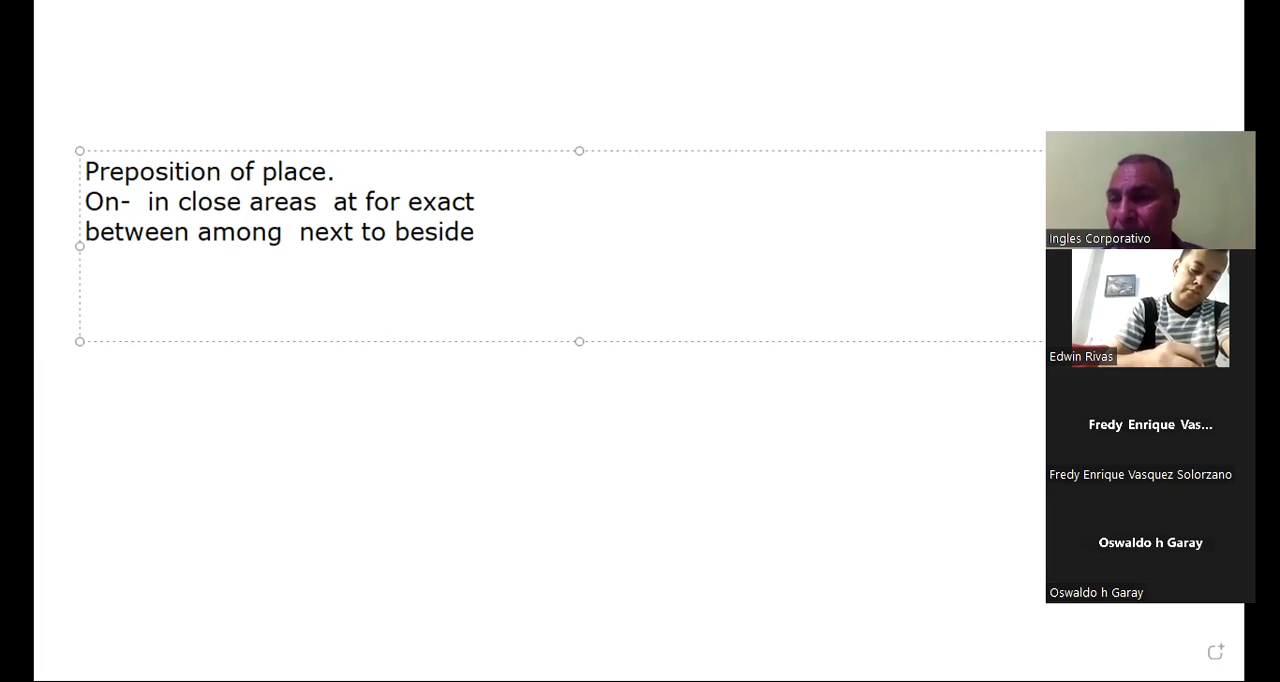 Preposition of place.
On-  in close areas  at for exact
between among  next to beside
Ingles Corporativo
Edwin Rivas
Fredy Enrique Vas...
Fredy Enrique Vasquez Solorzano
Oswaldo h Garay
Oswaldo h Garay